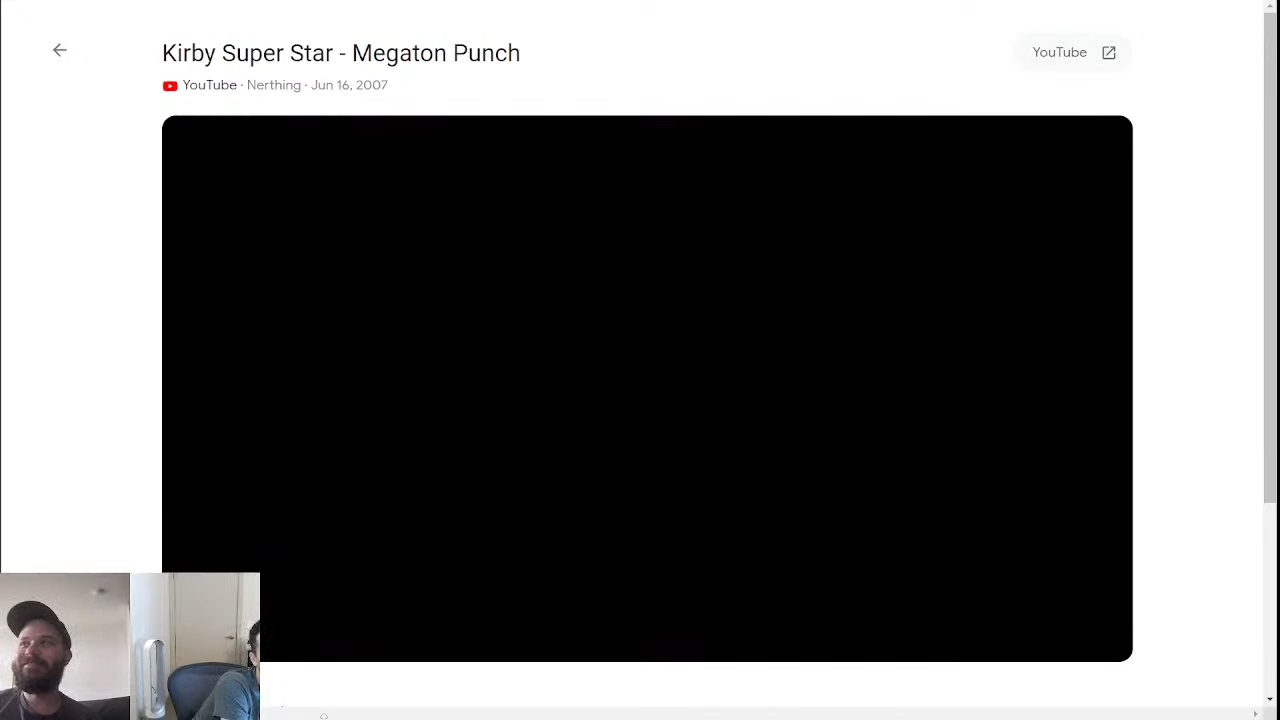 Kirby Super Star - Megaton Punch
YouTube
YouTube · Nerthing · Jun 16, 2007